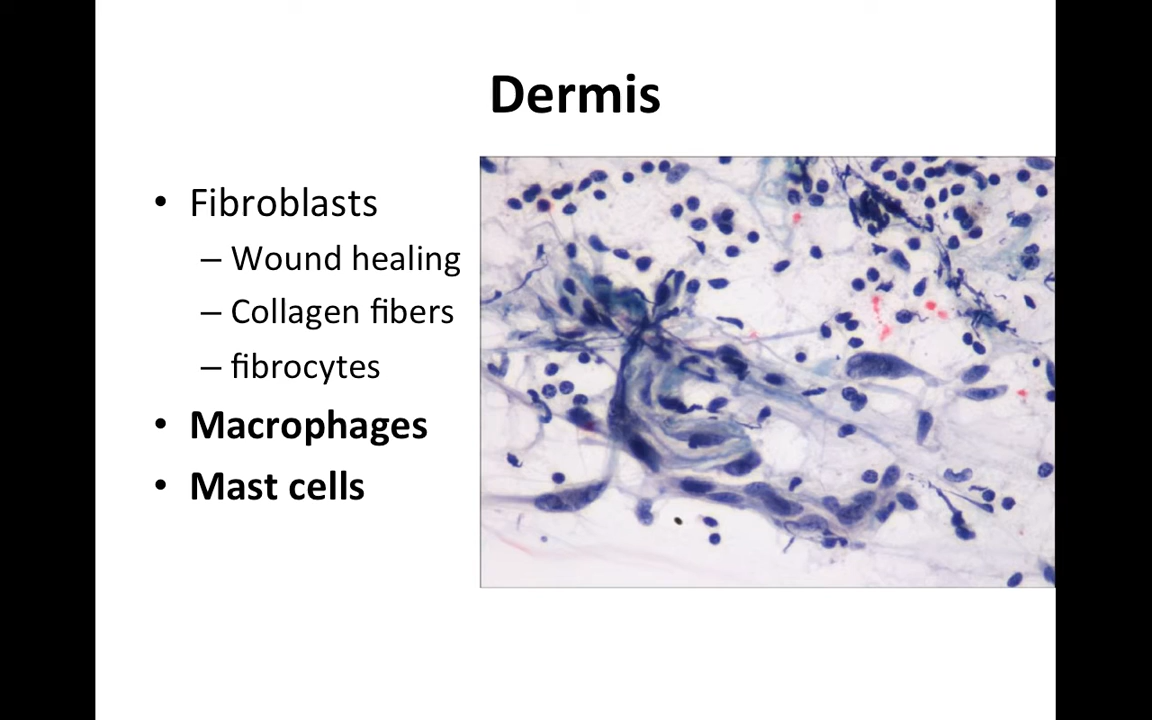 Dermis
• Fibroblasts
– Wound healing
– Collagen fibers
– fibrocytes
• Macrophages
• Mast cells